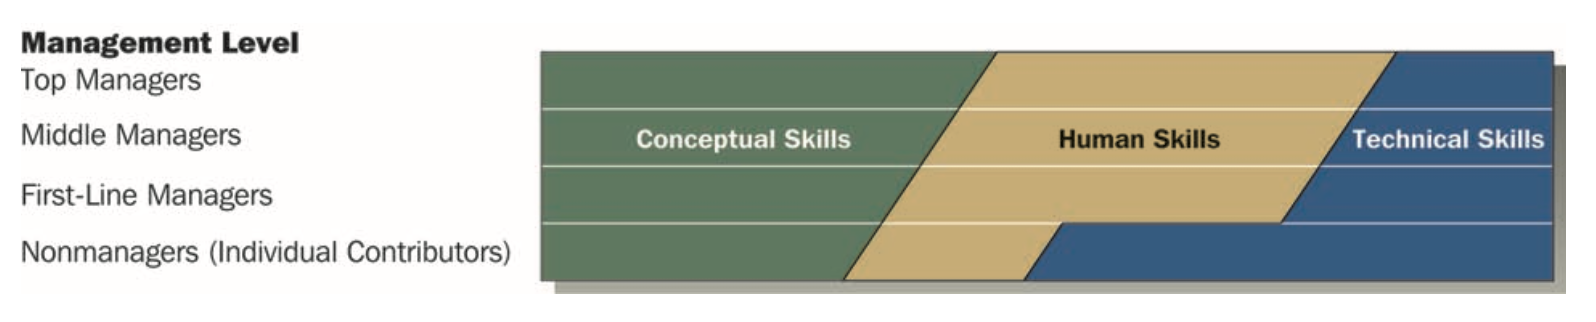 Management Level
Top Managers
Middle Managers
Conceptual Skills
Human Skills
Technical Skills
First-Line Managers
Nonmanagers (Individual Contributors)